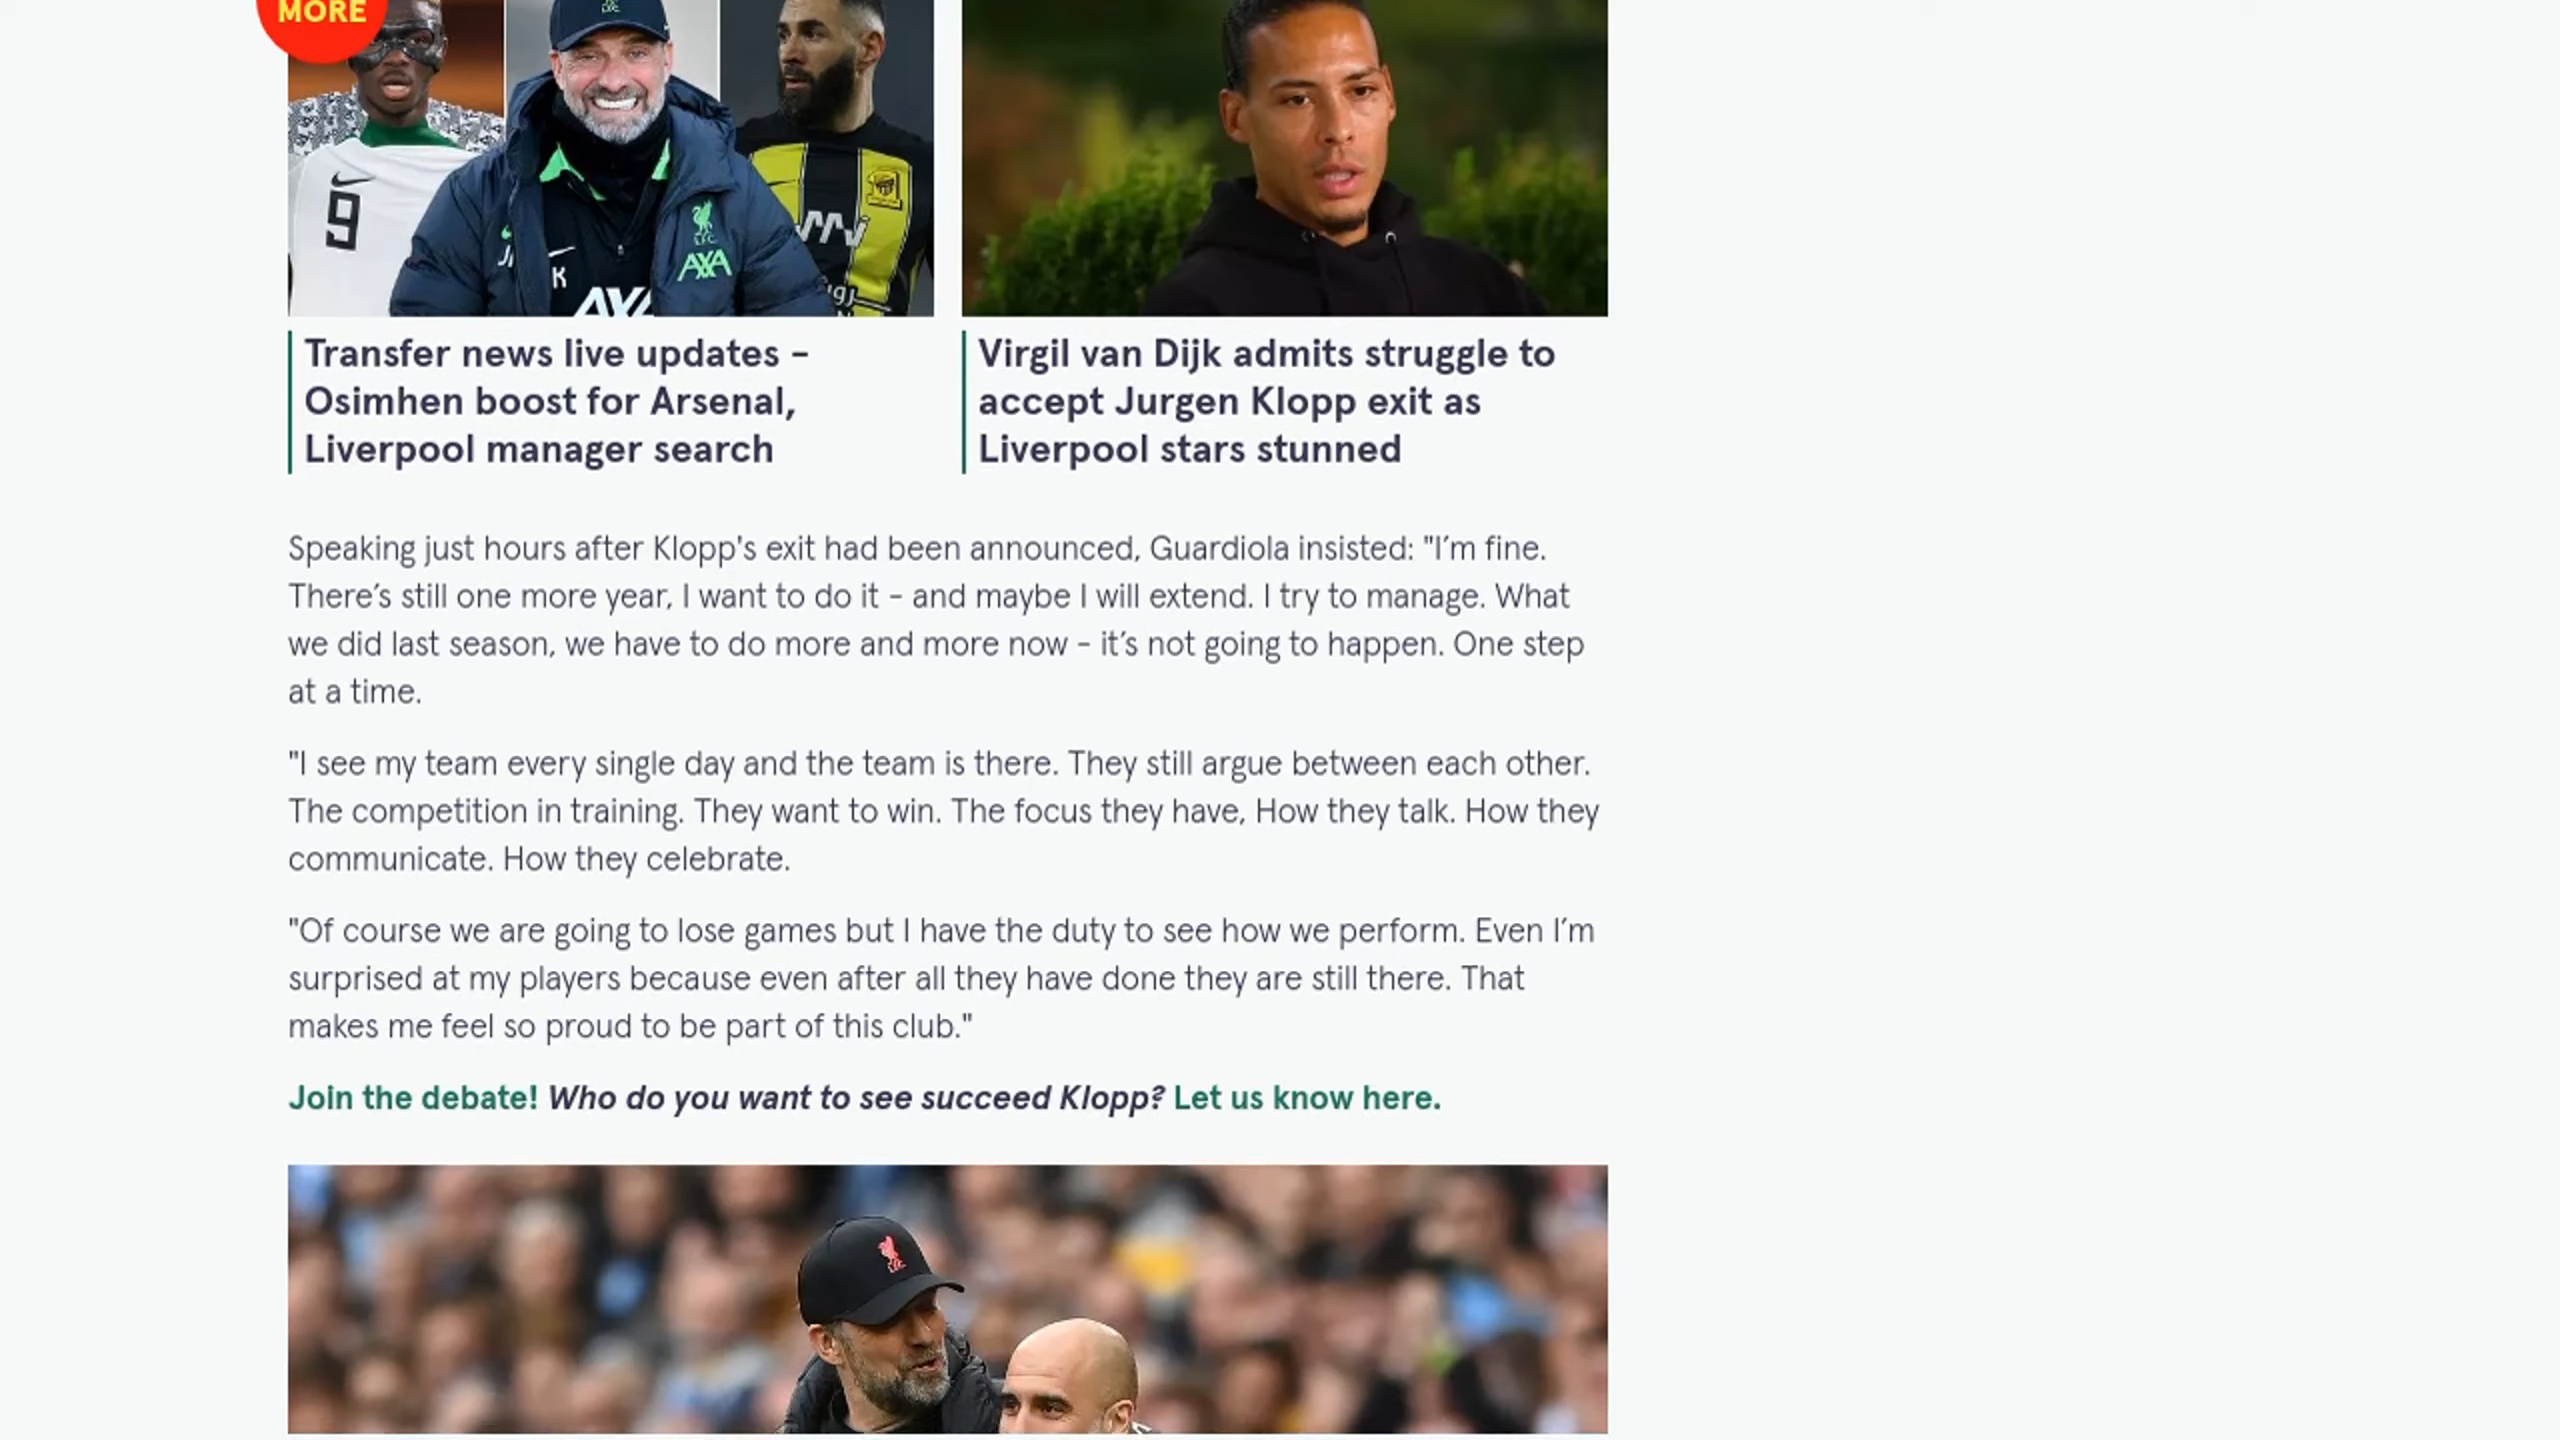 MORE
9
LFC
AXA
JK
AXA
LFC
Transfer news live updates –
Osimhen boost for Arsenal,
Liverpool manager search
Virgil van Dijk admits struggle to
accept Jurgen Klopp exit as
Liverpool stars stunned
Speaking just hours after Klopp's exit had been announced, Guardiola insisted: "I’m fine.
There’s still one more year, I want to do it - and maybe I will extend. I try to manage. What
we did last season, we have to do more and more now - it’s not going to happen. One step
at a time.
"I see my team every single day and the team is there. They still argue between each other.
The competition in training. They want to win. The focus they have, How they talk. How they
communicate. How they celebrate.
"Of course we are going to lose games but I have the duty to see how we perform. Even I’m
surprised at my players because even after all they have done they are still there. That
makes me feel so proud to be part of this club."
Join the debate! Who do you want to see succeed Klopp? Let us know here.